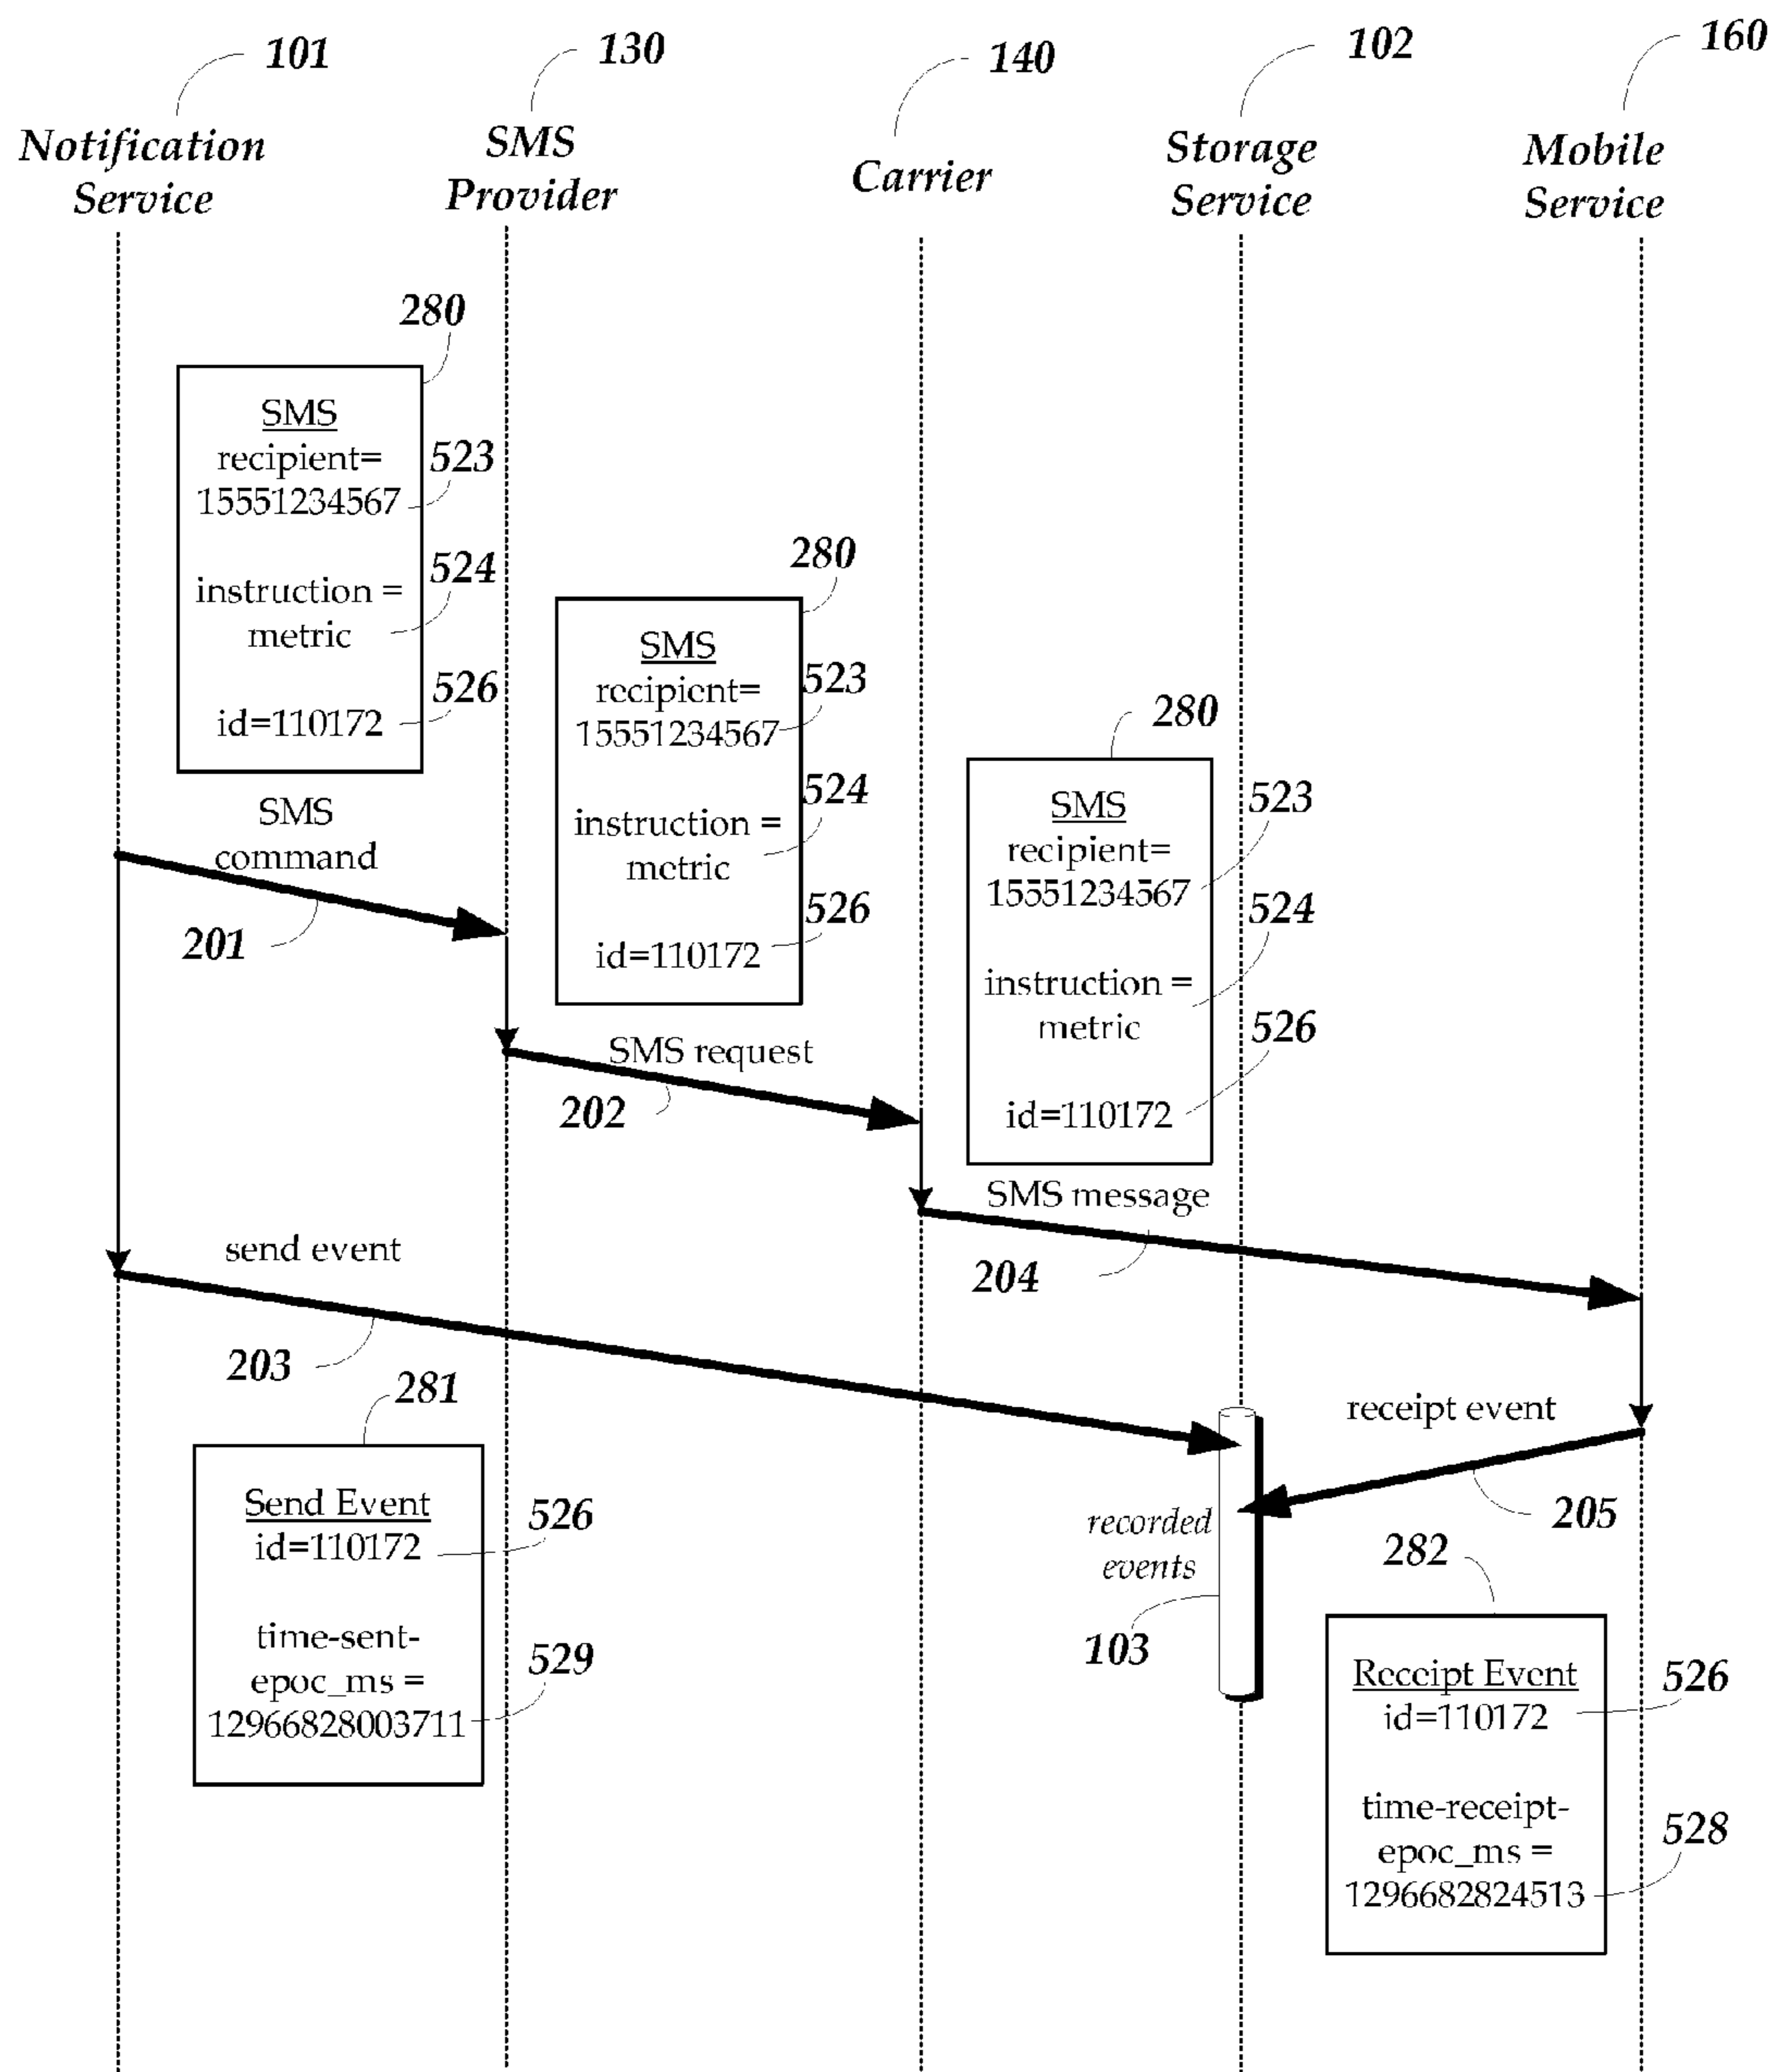 101
130
140
102
160
Notification
Service
SMS
Provider
Carrier
Storage
Service
Mobile
Service
280
SMS
recipient=
15551234567
523
instruction =
metric
524
id=110172
526
SMS
command
201
280
SMS
recipient=
15551234567
523
instruction =
metric
524
id=110172
526
SMS request
202
280
SMS
recipient=
15551234567
523
instruction =
metric
524
id=110172
526
SMS message
204
send event
203
281
Send Event
id=110172
526
time-sent-
epoc_ms =
12966828003711
529
receipt event
205
recorded
events
103
282
Receipt Event
id=110172
526
time-receipt-
epoc_ms =
1296682824513
528